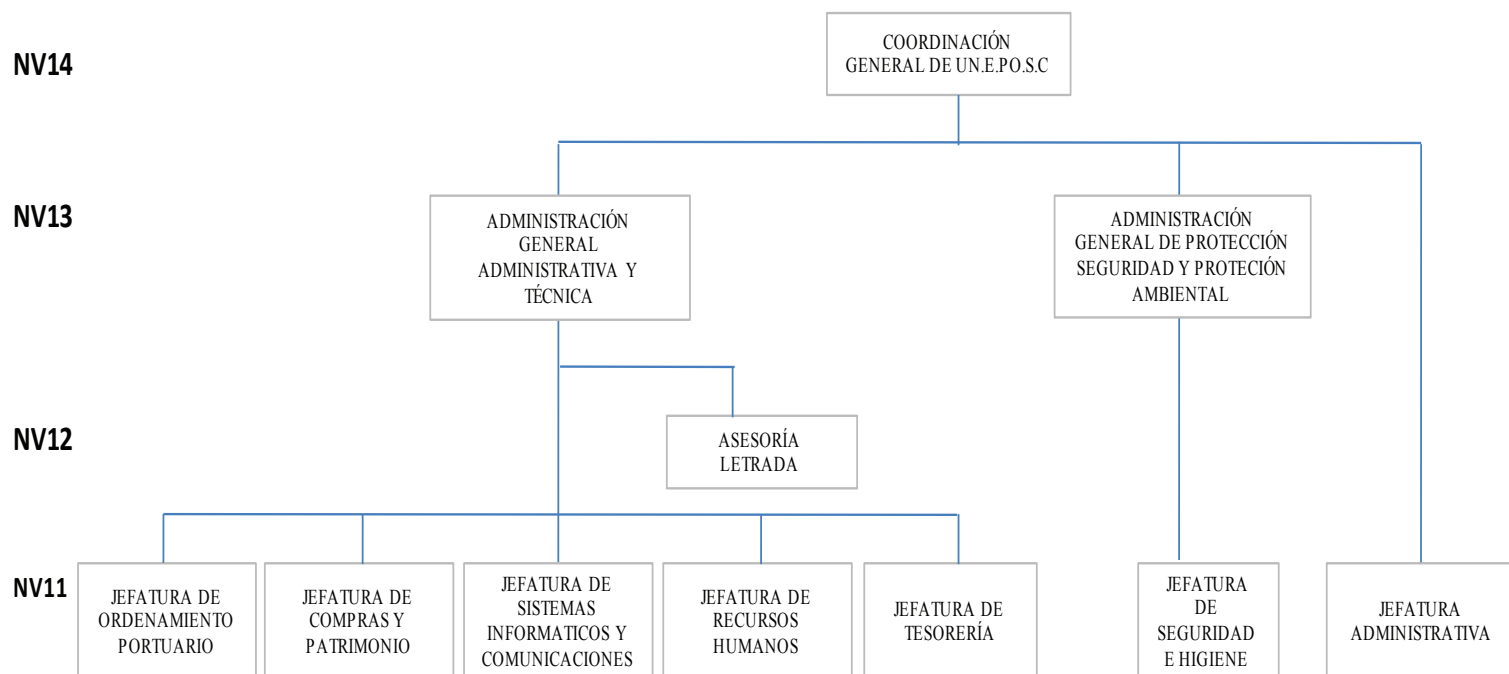 NV14
COORDINACIÓN
GENERAL DE UN.E.PO.S.C
NV13
ADMINISTRACIÓN
GENERAL
ADMINISTRATIVA Y
TÉCNICA
ADMINISTRACIÓN
GENERAL DE PROTECCIÓN
SEGURIDAD Y PROTECIÓN
AMBIENTAL
NV12
ASESORÍA
LETRADA
NV11
JEFATURA DE
ORDENAMIENTO
PORTUARIO
JEFATURA DE
COMPRAS Y
PATRIMONIO
JEFATURA DE
SISTEMAS
INFORMATICOS Y
COMUNICACIONES
JEFATURA DE
RECURSOS
HUMANOS
JEFATURA DE
TESORERÍA
JEFATURA
DE
SEGURIDAD
E HIGIENE
JEFATURA
ADMINISTRATIVA